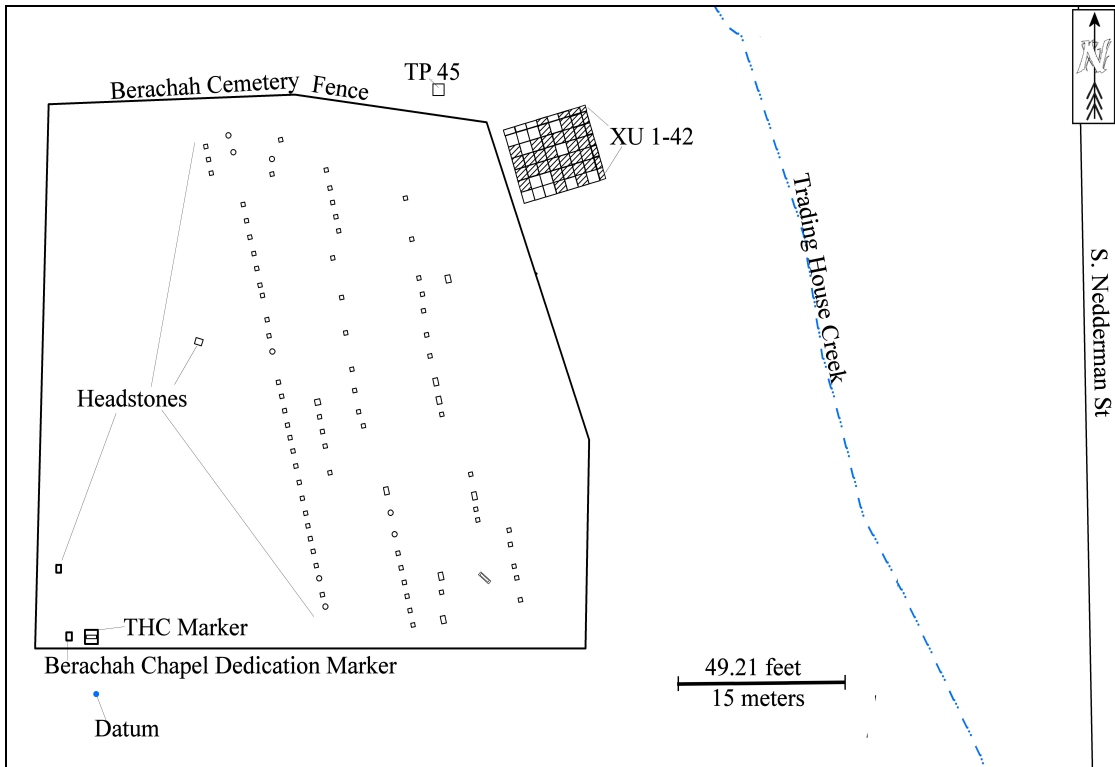 N
TP 45
Berachah Cemetery Fence
XU 1-42
Trading House Creek
S. Nedderman St
Headstones
THC Marker
Berachah Chapel Dedication Marker
49.21 feet
15 meters
Datum